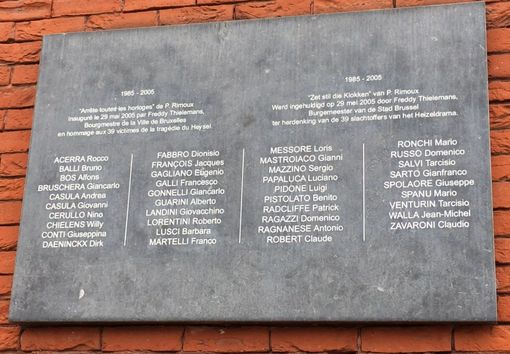 1985 - 2005
"Arrête toutes les horloges" de P. Rimoux
Inauguré le 29 mai 2005 par Freddy Thielemans,
Bourgmestre de la Ville de Bruxelles
en hommage aux 39 victimes de la tragédie du Heysel.
ACERRA Rocco
BALLI Bruno
BOS Alfons
BRUSCHERA Giancarlo
CASULA Andrea
CASULA Giovanni
CERULLO Nino
CHIELENS Willy
CONTI Giuseppina
DAENINCKX Dirk
FABBRO Dionisio
FRANÇOIS Jacques
GAGLIANO Eugenio
GALLI Francesco
GONNELLI Giancarlo
GUARINI Alberto
LANDINI Giovacchino
LORENTINI Roberto
LUSCI Barbara
MARTELLI Franco
1985 - 2005
"Zet stil die Klokken" van P. Rimoux
Werd ingehuldigd op 29 mei 2005 door Freddy Thielemans,
Burgemeester van de Stad Brussel
ter herdenking van de 39 slachtoffers van het Heizeldrama.
MESSORE Loris
MASTROIACO Gianni
MAZZINO Sergio
PAPALUCA Luciano
PIDONE Luigi
PISTOLATO Benito
RADCLIFFE Patrick
RAGAZZI Domenico
RAGNANESE Antonio
ROBERT Claude
RONCHI Mario
RUSSO Domenico
SALVI Tarcisio
SARTO Gianfranco
SPOLAORE Giuseppe
SPANU Mario
VENTURIN Tarcisio
WALLA Jean-Michel
ZAVARONI Claudio